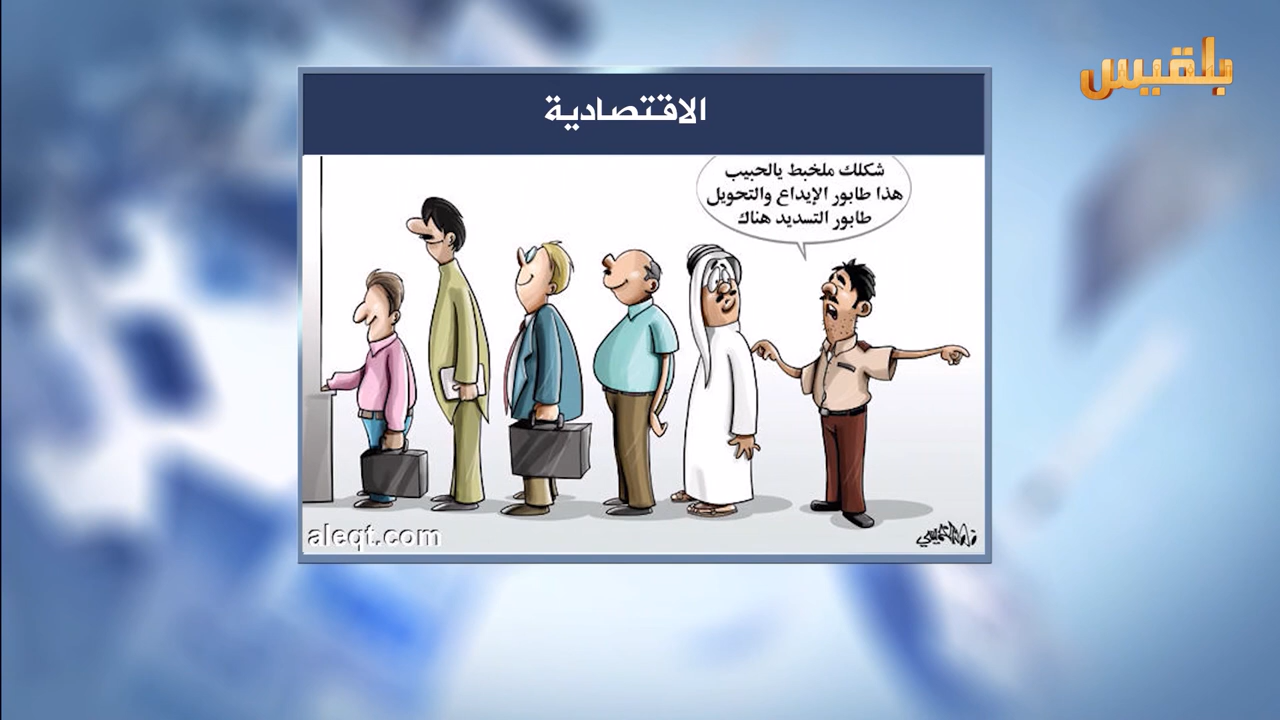 بلقيس
الاقتصادية
شكلك ملخبط يالحبيب
هذا طابور الإيداع والتحويل
طابور التسديد هناك
aleqt.com